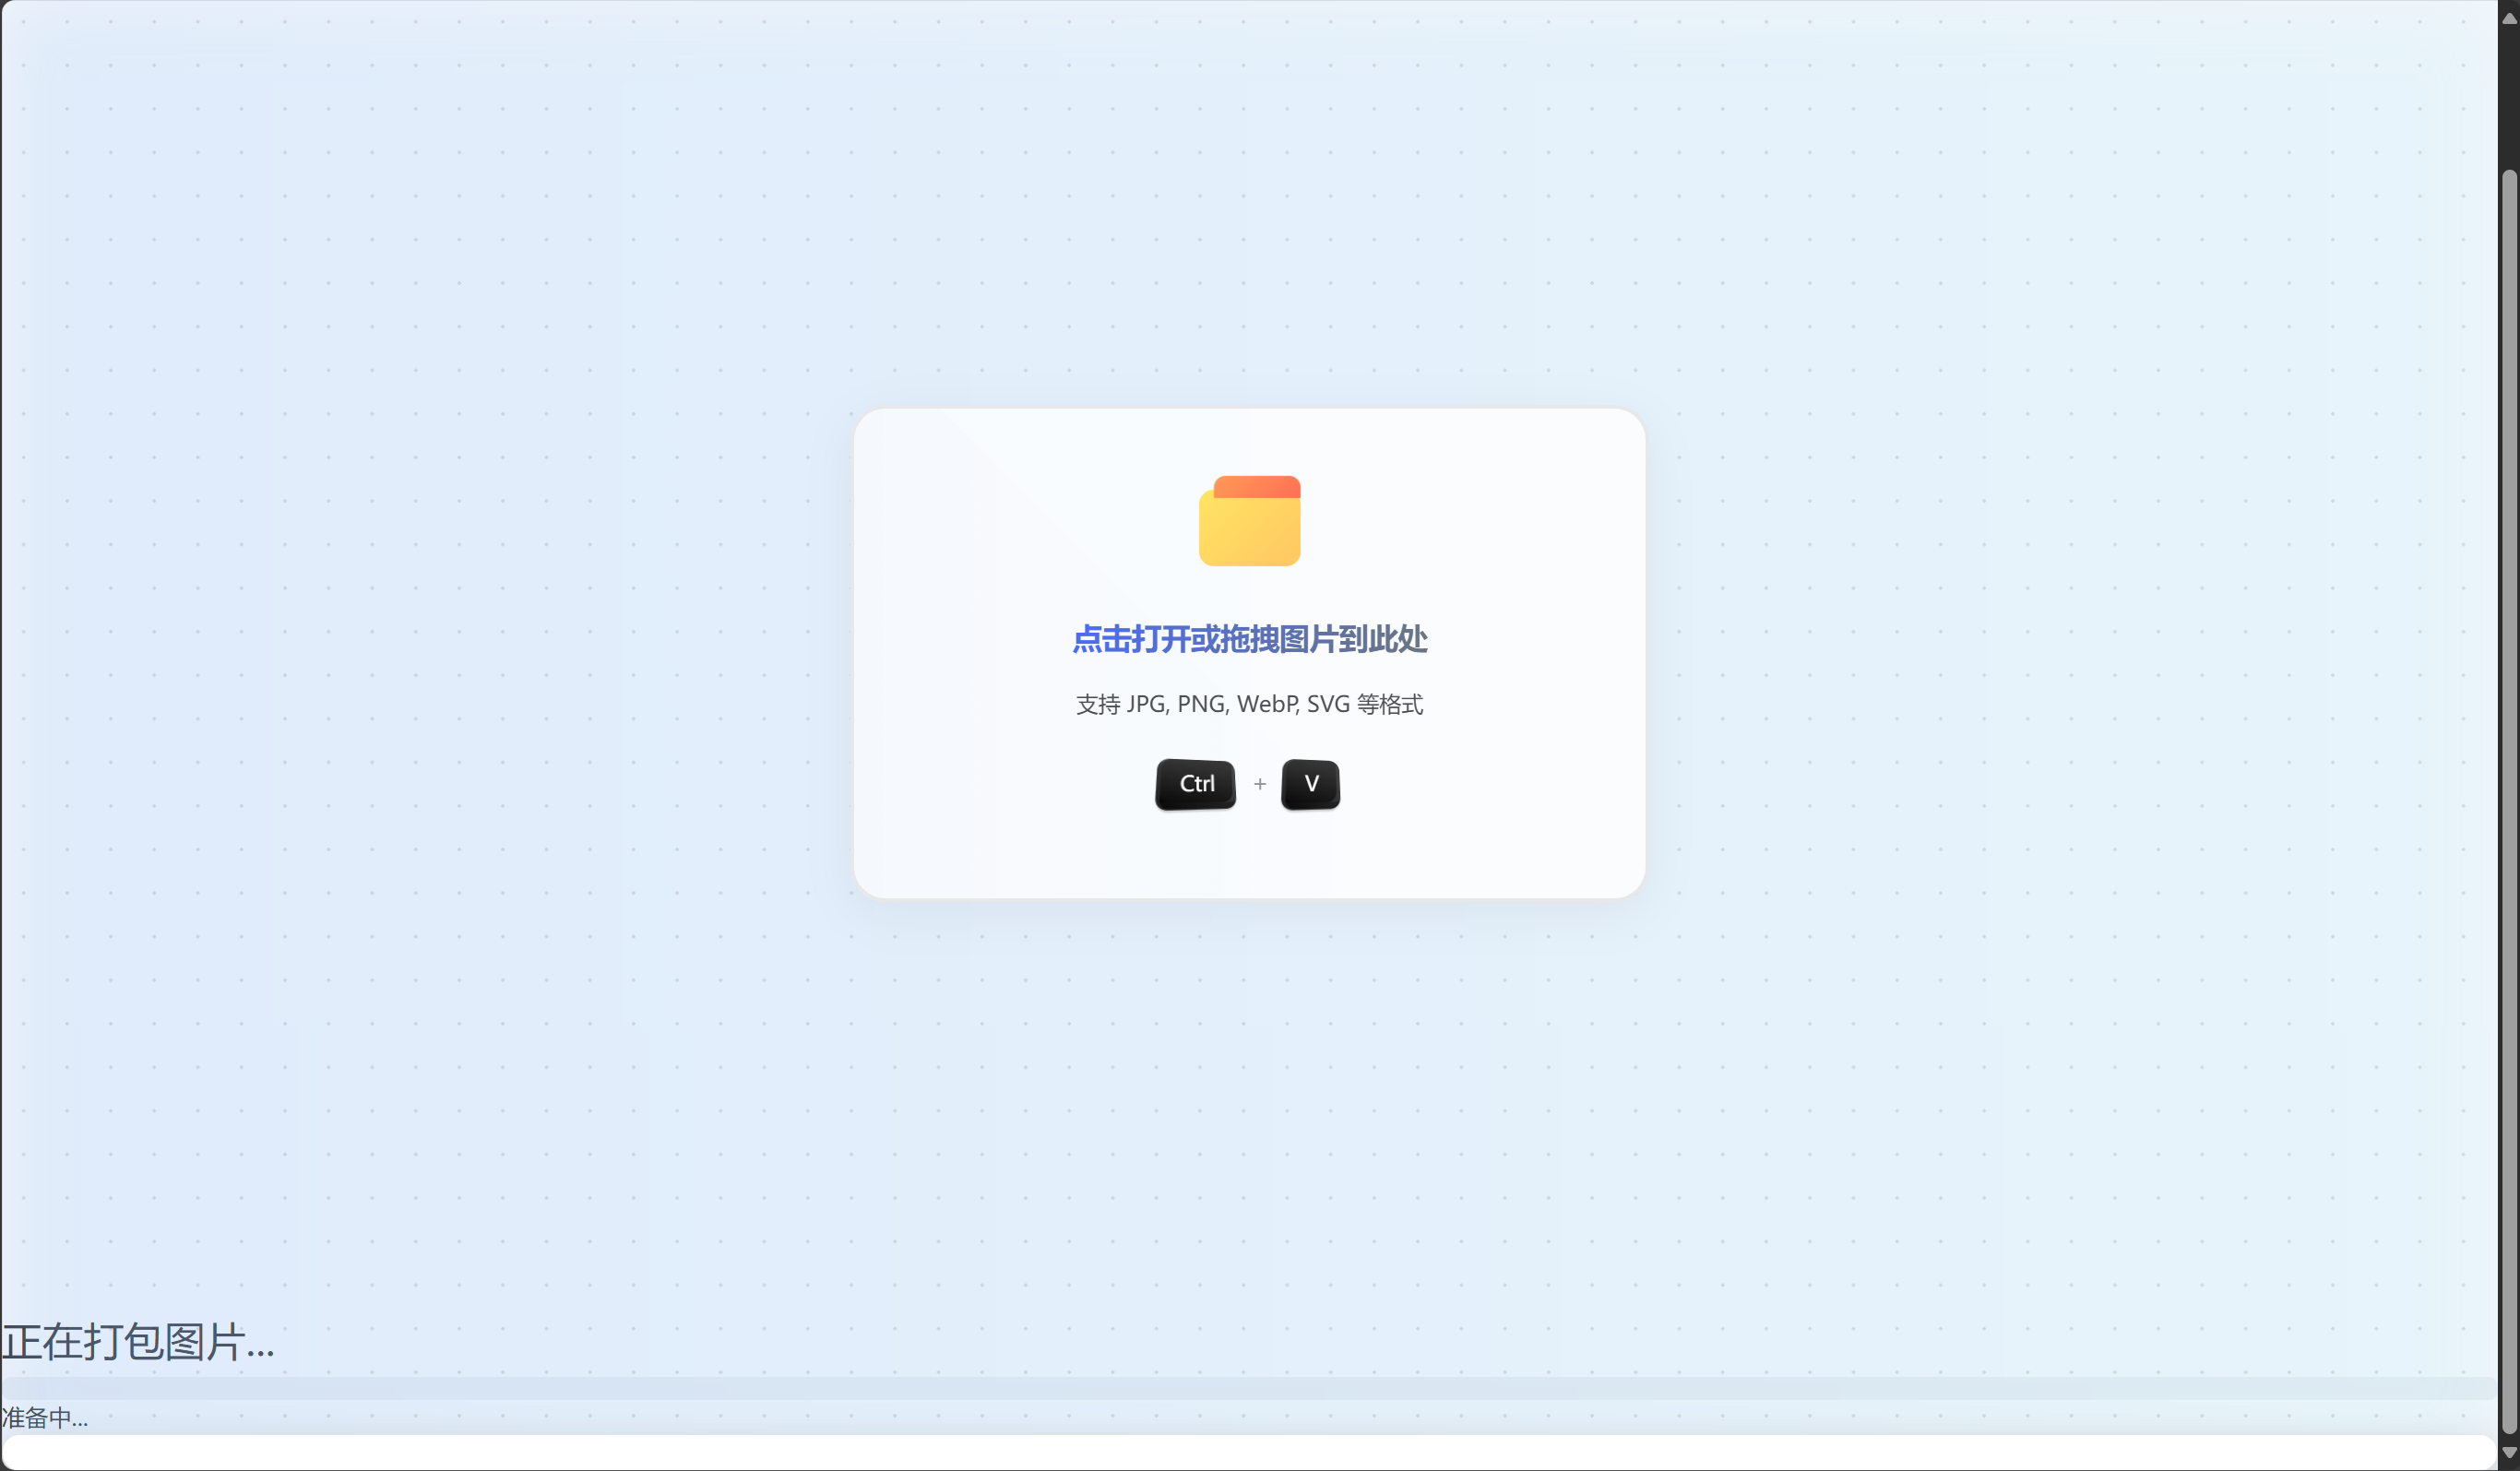 点击打开或拖拽图片到此处
支持 JPG, PNG, WebP, SVG 等格式
Ctrl + V
正在打包图片...
准备中...